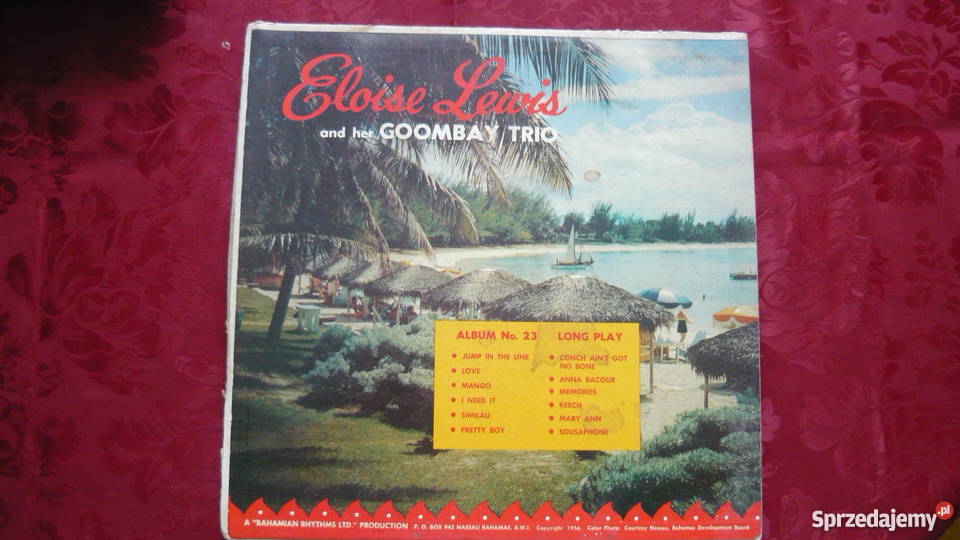 Eloise Lewis
and her GOOMBAY TRIO
ALBUM No. 23 LONG PLAY
• JUMP IN THE LINE
• LOVE
• MANGO
• I NEED IT
• SIMILAU
• PRETTY BOY
• CONCH AIN'T GOT
NO BONE
• ANNA BACOUR
• MEMORIES
• KEECH
• MARY ANN
• SOUSAPHONE
A "BAHAMIAN RHYTHMS LTD." PRODUCTION P. O. BOX 942 NASSAU BAHAMAS, B.W.I. Copyright 1956 Color Photo: Courtesy Nassau, Bahamas Development Board
Sprzedajemy.pl